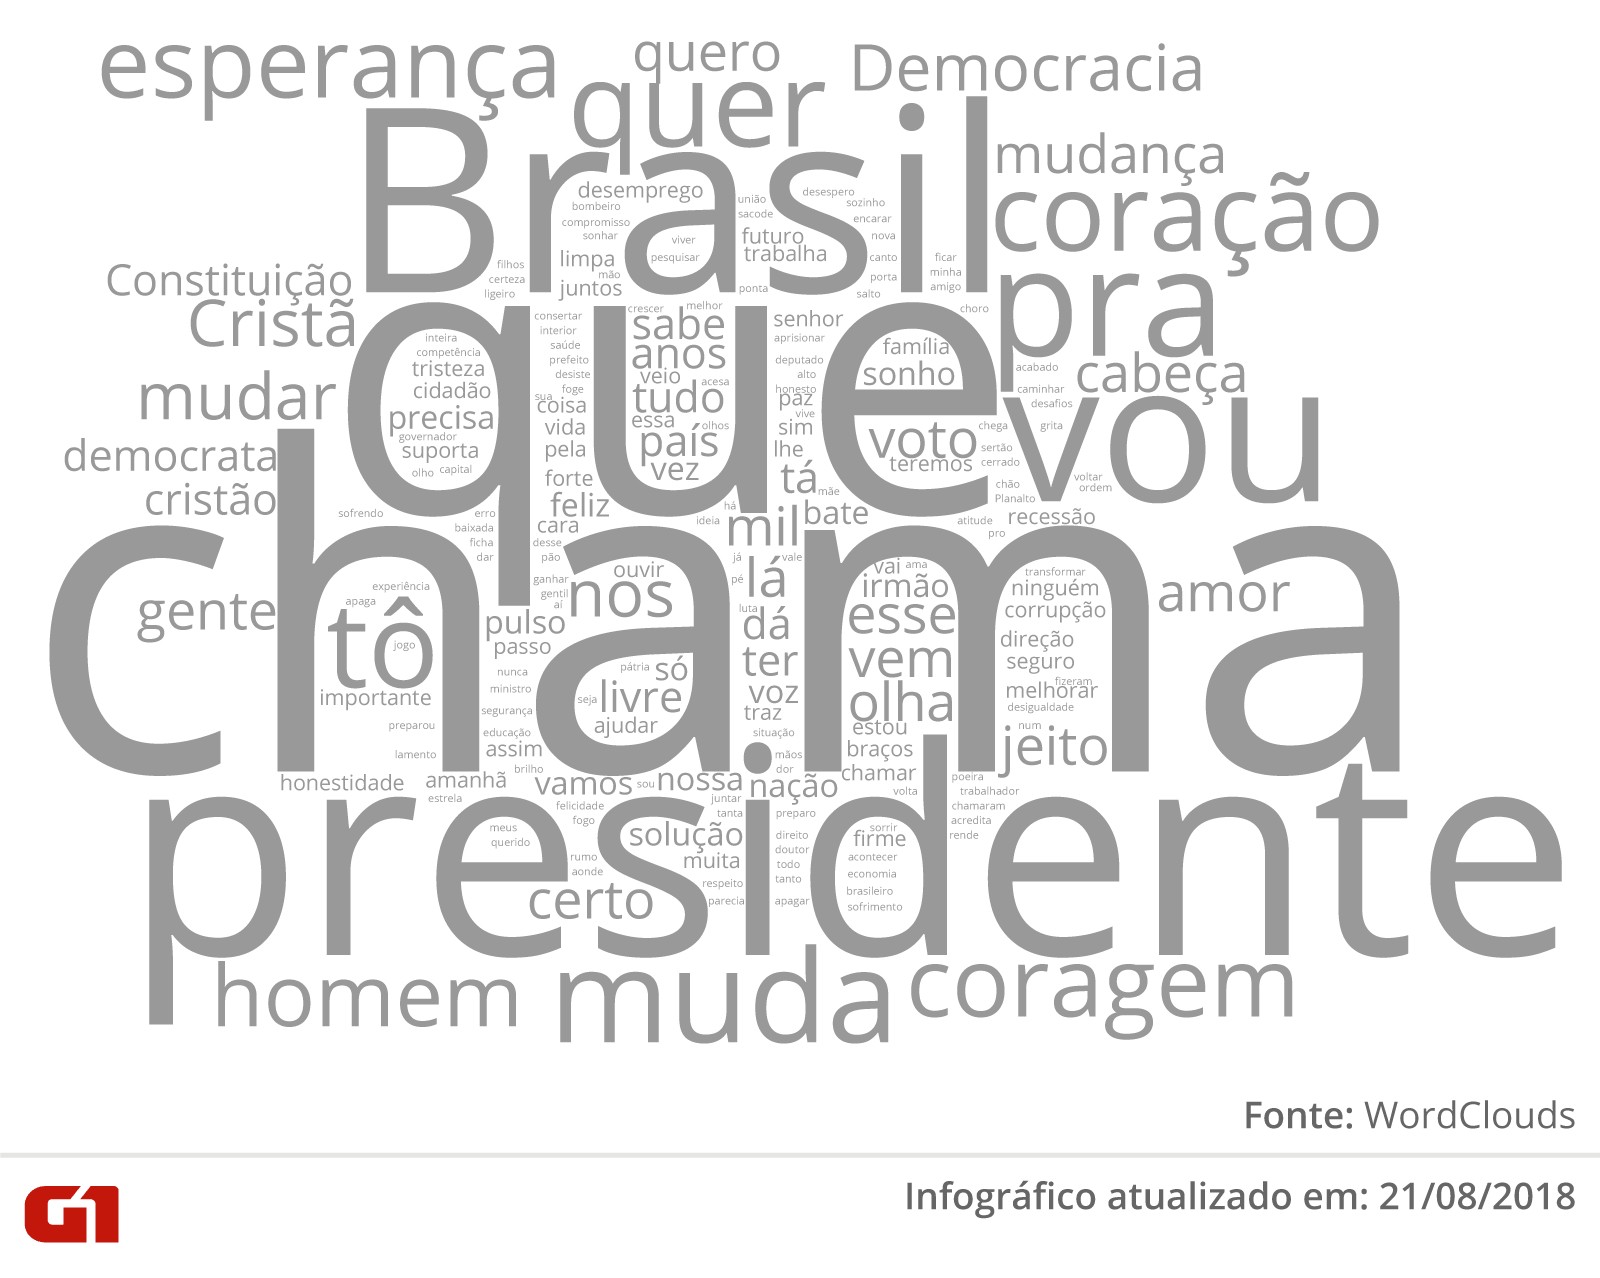 esperança
quero
quer
Democracia
Brasil
mudança
coração
desemprego
bombeiro
compromisso
sonhar
união
sacode
desespero
sozinho
encarar
nova
viver
pesquisar
futuro
trabalha
canto
porta
salto
ponta
ficar
minha
amigo
limpa
mão
juntos
filhos
certeza
ligeiro
Constituição
Cristã
pra
que
crescer
melhor
choro
consertar
interior
saúde
prefeito
desiste
foge
sua
coisa
vida
pela
forte
feliz
cara
desse
pão
sabe
anos
veio
acesa
tudo
essa
olhos
país
vez
senhor
aprisionar
deputado
alto
honesto
paz
vive
sim
lhe
tá
mãe
bate
família
sonho
voto
teremos
inteira
competência
tristeza
cidadão
precisa
governador
suporta
olho
capital
acabado
cabeça
caminhar
desafios
mudar
vou
chega
grita
sertão
cerrado
chão
Planalto
voltar
ordem
democrata
cristão
sofrendo
erro
baixada
ficha
dar
há
ideia
mil
já
vale
atitude
pro
recessão
chama
experiência
apaga
tô
jogo
importante
preparou
lamento
gente
ganhar
gentil
aí
ouvir
nos
pé
lá
luta
dá
ter
voz
traz
situação
mãos
dor
vai
ama
irmão
esse
vem
olha
estou
braços
chamar
volta
transformar
ninguém
corrupção
direção
seguro
fizeram
melhorar
desigualdade
num
jeito
amor
pulso
passo
nunca
ministro
segurança
educação
assim
brilho
pátria
só
seja
livre
ajudar
honestidade
amanhã
estrela
vamos
sou
nossa
nação
poeira
trabalhador
chamaram
acredita
rende
presidente
felicidade
fogo
meus
querido
rumo
aonde
certo
juntar
tanta
solução
muita
respeito
parecia
preparo
direito
doutor
todo
tanto
apagar
sorrir
firme
acontecer
economia
brasileiro
sofrimento
homem
muda
coragem
Fonte: WordClouds
G1
Infográfico atualizado em: 21/08/2018